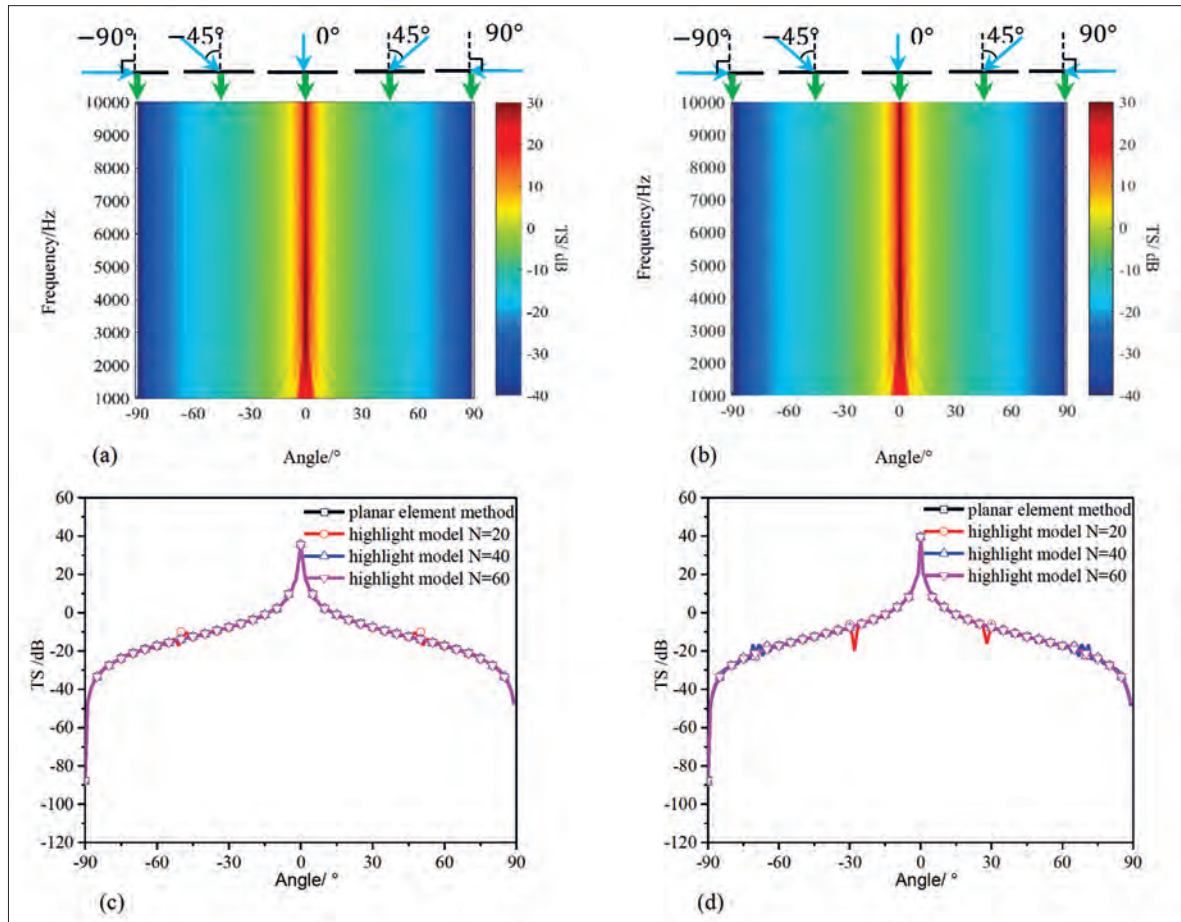 −90° −45° 0° 45° 90°
10000 9000 8000 7000 6000 5000 4000 3000 2000 1000
Frequency/Hz
-90 -30 0 30 90
30 20 10 0 -10 -20 -30 -40
TS/ dB
(a) Angle/°
−90° −45° 0° 45° 90°
10000 9000 8000 7000 6000 5000 4000 3000 2000 1000
Frequency/Hz
-90 -30 0 30 90
30 20 10 0 -10 -20 -30 -40
TS/ dB
(b) Angle/°
60 40 20 0 -20 -40 -60 -80 -100 -120
TS /dB
planar element method
highlight model N=20
highlight model N=40
highlight model N=60
-90 -60 -30 0 30 60 90
(c) Angle/ °
60 40 20 0 -20 -40 -60 -80 -100 -120
TS /dB
planar element method
highlight model N=20
highlight model N=40
highlight model N=60
-90 -60 -30 0 30 60 90
(d) Angle/ °